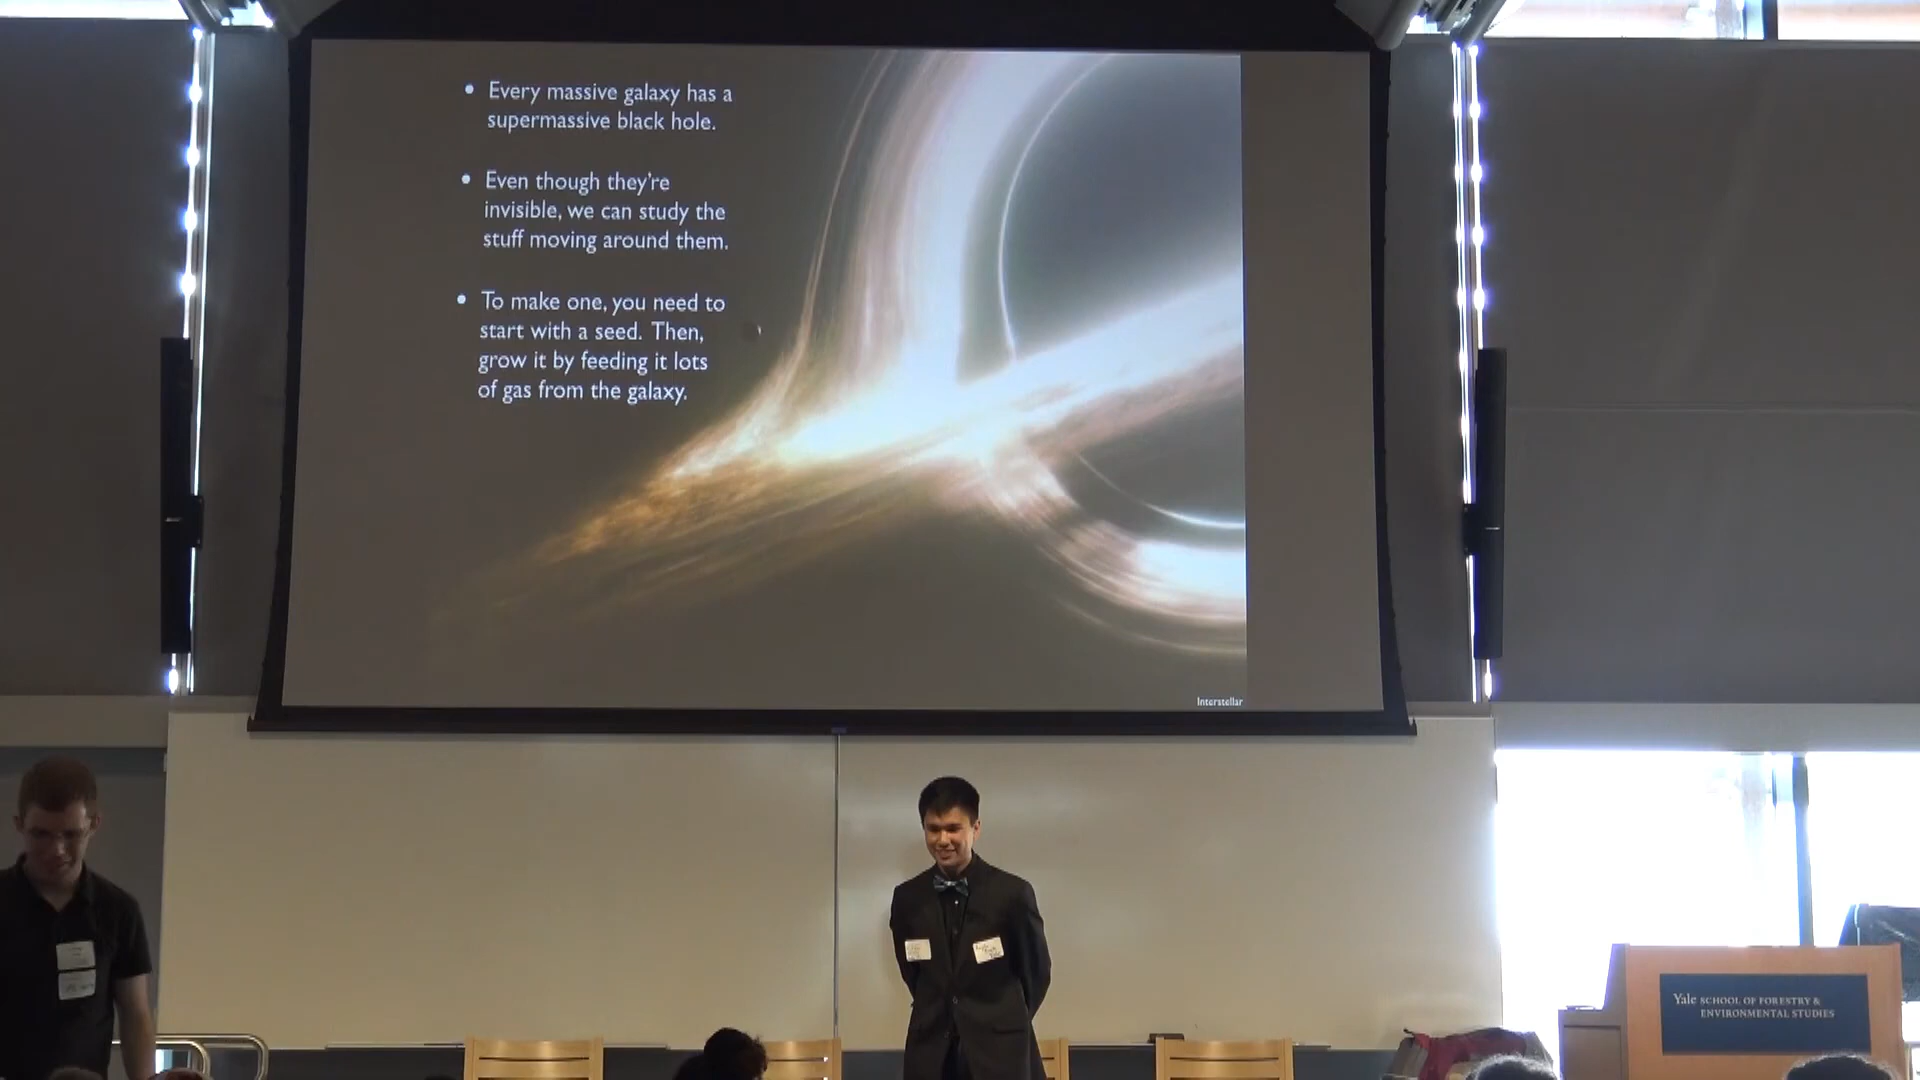 • Every massive galaxy has a
supermassive black hole.
• Even though they're
invisible, we can study the
stuff moving around them.
• To make one, you need to
start with a seed. Then,
grow it by feeding it lots
of gas from the galaxy.
Interstellar
Yale SCHOOL OF FORESTRY &
ENVIRONMENTAL STUDIES